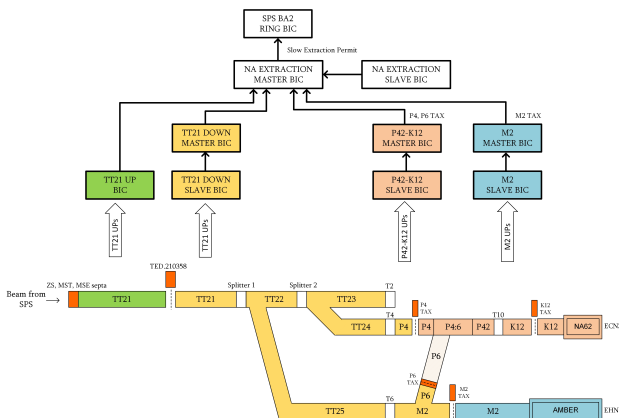 SPS BA2
RING BIC
Slow Extraction Permit
NA EXTRACTION
MASTER BIC
NA EXTRACTION
SLAVE BIC
P4, P6 TAX
M2 TAX
TT21 DOWN
MASTER BIC
P42-K12
MASTER BIC
M2
MASTER BIC
TT21 UP
BIC
TT21 DOWN
SLAVE BIC
P42-K12
SLAVE BIC
M2
SLAVE BIC
TT21 UPs
TT21 UPs
P42-K12 UPs
M2 UPs
TED.210358
ZS, MST, MSE septa
Splitter 1
Splitter 2
T2
Beam from
SPS
TT21
TT21
TT22
TT23
T4
P4
TAX
T10
K12
TAX
TT24
P4
P4
P4:6
P42
K12
K12
NA62
ECN
P6
P6
TAX
P6
M2
TAX
T6
TT25
M2
M2
AMBER
EHN